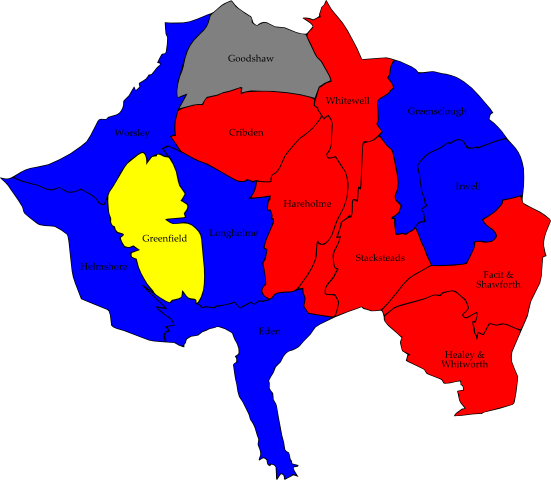 Goodshaw
Whitewell
Greensclough
Worsley
Cribden
Irwell
Hareholme
Greenfield
Longholme
Stacksteads
Helmshore
Facit &
Shawforth
Eden
Healey &
Whitworth